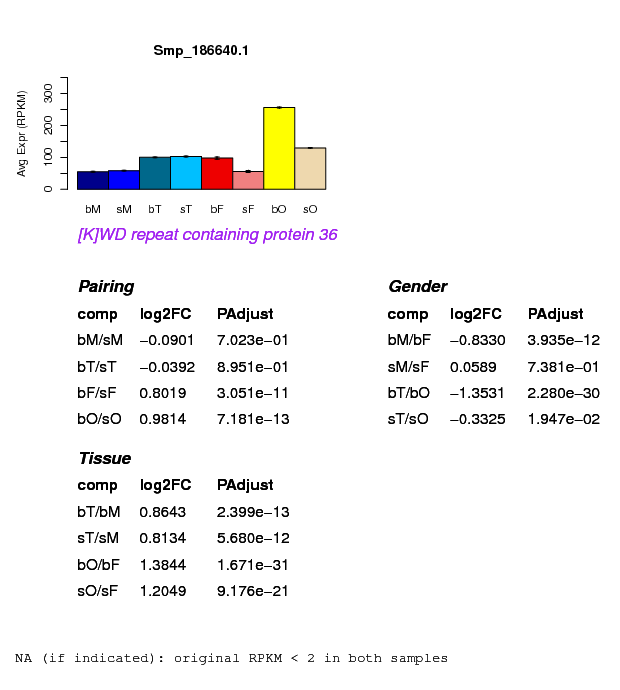 Smp_186640.1
Avg Expr (RPKM)
300
200
100
0
bM sM bT sT bF sF bO sO
[K]WD repeat containing protein 36
Pairing
comp log2FC PAdjust
bM/sM −0.0901 7.023e−01
bT/sT −0.0392 8.951e−01
bF/sF 0.8019 3.051e−11
bO/sO 0.9814 7.181e−13
Gender
comp log2FC PAdjust
bM/bF −0.8330 3.935e−12
sM/sF 0.0589 7.381e−01
bT/bO −1.3531 2.280e−30
sT/sO −0.3325 1.947e−02
Tissue
comp log2FC PAdjust
bT/bM 0.8643 2.399e−13
sT/sM 0.8134 5.680e−12
bO/bF 1.3844 1.671e−31
sO/sF 1.2049 9.176e−21
NA (if indicated): original RPKM < 2 in both samples